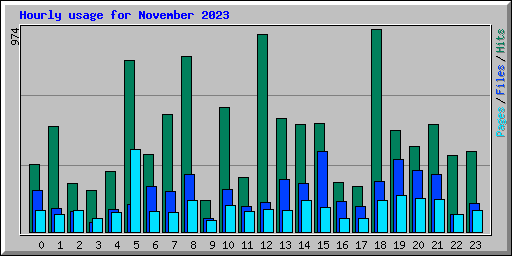 Hourly usage for November 2023
974
Pages / Files / Hits
0 1 2 3 4 5 6 7 8 9 10 11 12 13 14 15 16 17 18 19 20 21 22 23